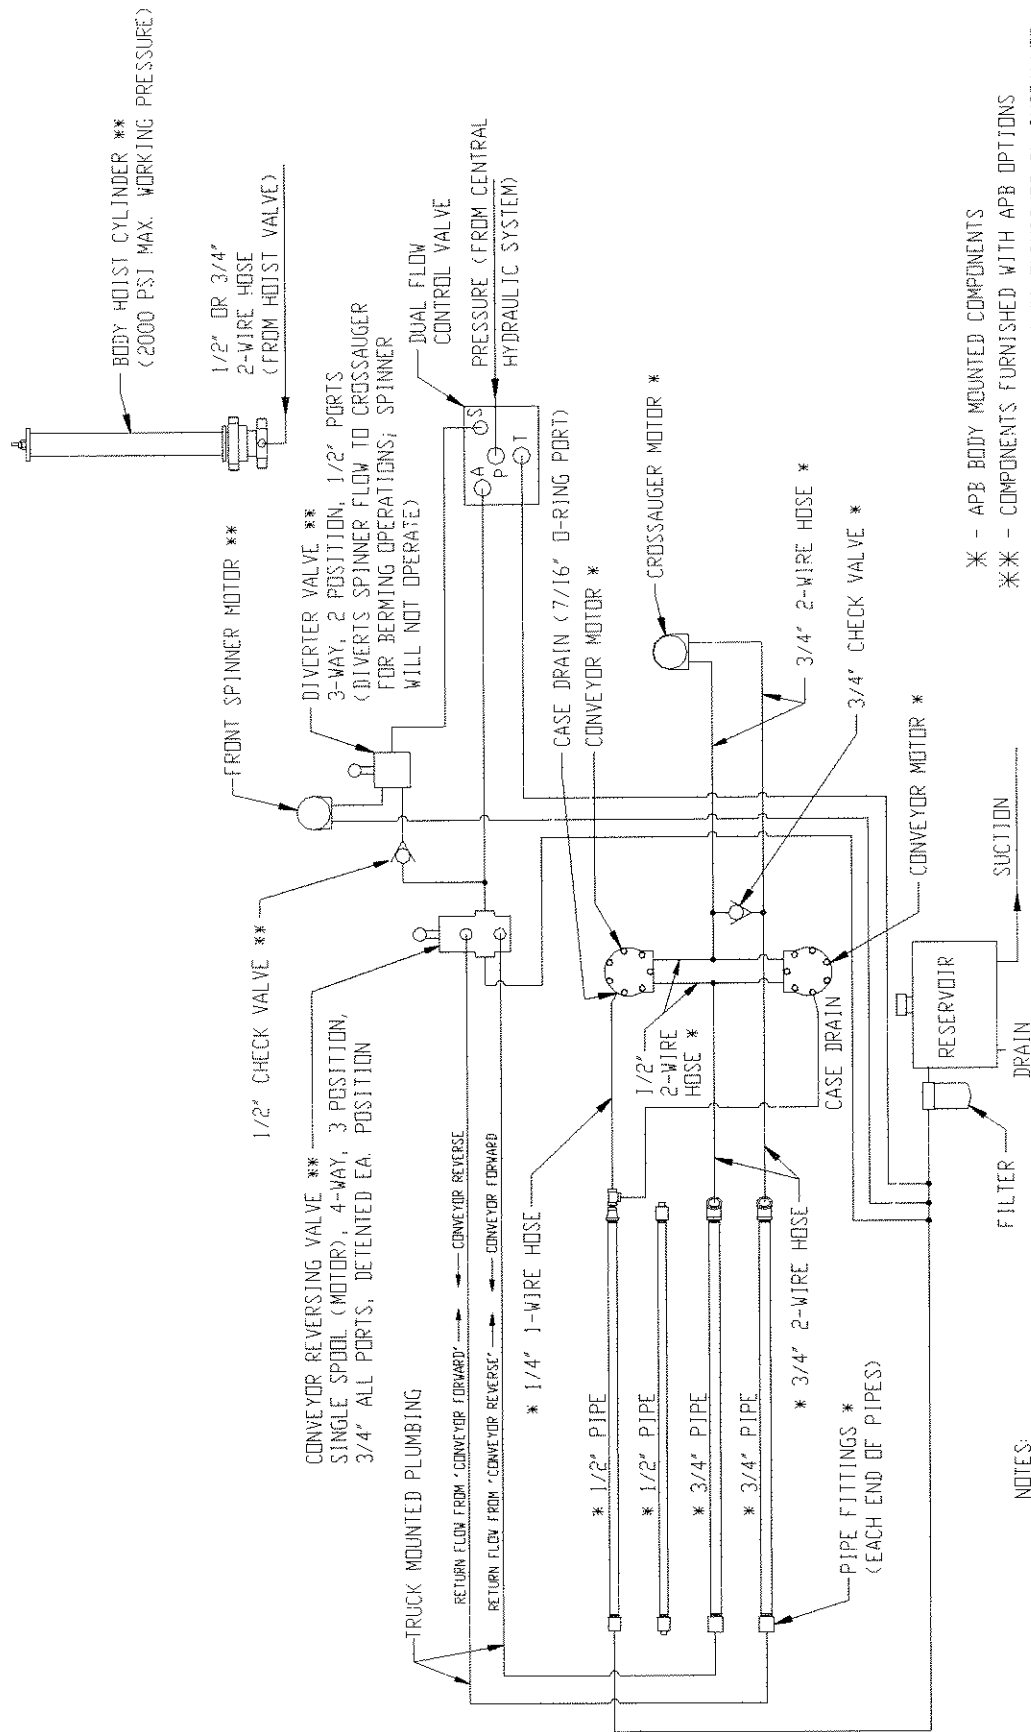 BODY HOIST CYLINDER **
(2000 PSI MAX. WORKING PRESSURE)
1/2" OR 3/4"
2-WIRE HOSE
(FROM HOIST VALVE)
FRONT SPINNER MOTOR **
DIVERTER VALVE **
3-WAY, 2 POSITION, 1/2" PORTS
(DIVERTS SPINNER FLOW TO CROSSAUGER
FOR BERMING OPERATIONS; SPINNER
WILL NOT OPERATE)
DUAL FLOW
CONTROL VALVE
PRESSURE (FROM CENTRAL
HYDRAULIC SYSTEM)
A
S
P
T
1/2" CHECK VALVE **
CONVEYOR REVERSING VALVE **
SINGLE SPOOL (MOTOR), 4-WAY, 3 POSITION,
3/4" ALL PORTS, DETENTED EA. POSITION
TRUCK MOUNTED PLUMBING
RETURN FLOW FROM "CONVEYOR FORWARD"
CONVEYOR REVERSE
RETURN FLOW FROM "CONVEYOR REVERSE"
CONVEYOR FORWARD
CASE DRAIN (7/16" O-RING PORT)
CONVEYOR MOTOR *
CROSSAUGER MOTOR *
* 1/4" 1-WIRE HOSE
1/2"
2-WIRE
HOSE *
3/4" 2-WIRE HOSE *
3/4" CHECK VALVE *
CONVEYOR MOTOR *
* 1/2" PIPE
* 1/2" PIPE
* 3/4" PIPE
* 3/4" PIPE
* 3/4" 2-WIRE HOSE
PIPE FITTINGS *
(EACH END OF PIPES)
CASE DRAIN
RESERVOIR
SUCTION
DRAIN
FILTER
NOTES:
* - APB BODY MOUNTED COMPONENTS
** - COMPONENTS FURNISHED WITH APB OPTIONS